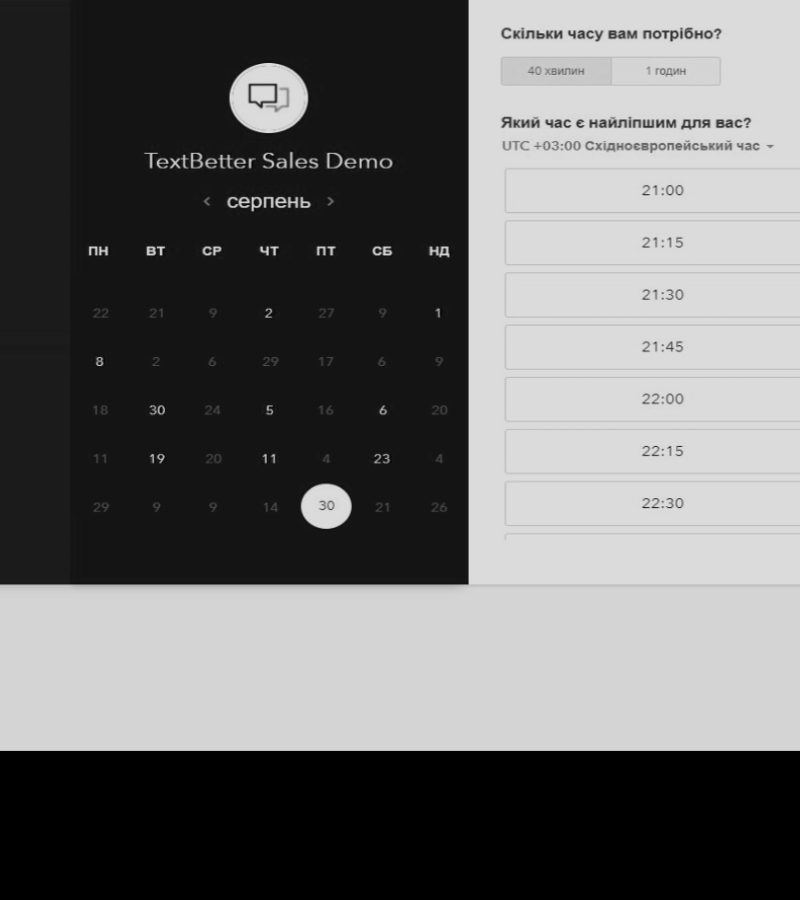 TextBetter Sales Demo
< серпень >
ПН ВТ СР ЧТ ПТ СБ НД
22 21 9 2 27 9 1
8 2 6 29 17 6 9
18 30 24 5 16 6 20
11 19 20 11 4 23 4
29 9 9 14 30 21 26
Скільки часу вам потрібно?
40 хвилин 1 годин
Який час є найліпшим для вас?
UTC +03:00 Східноєвропейський час
21:00
21:15
21:30
21:45
22:00
22:15
22:30